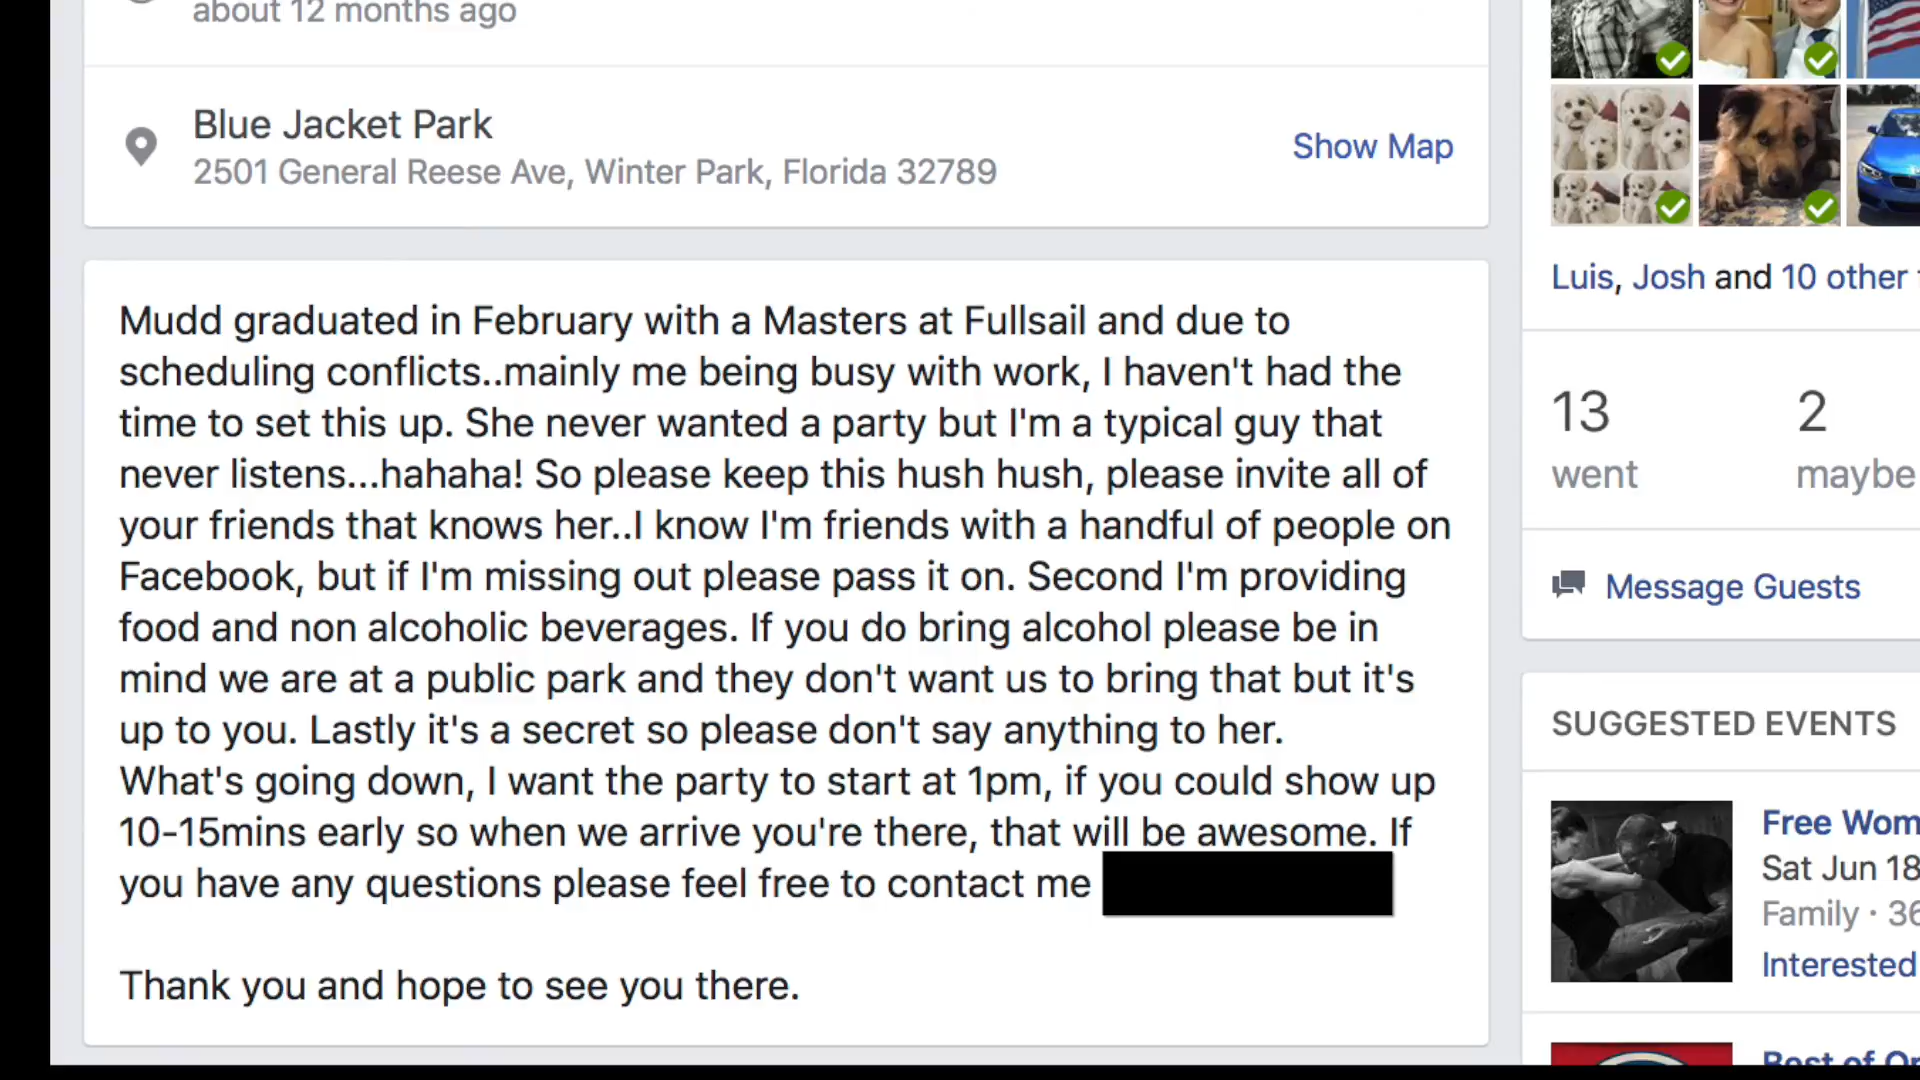 about 12 months ago
Blue Jacket Park
2501 General Reese Ave, Winter Park, Florida 32789
Show Map
Mudd graduated in February with a Masters at Fullsail and due to
scheduling conflicts..mainly me being busy with work, I haven't had the
time to set this up. She never wanted a party but I'm a typical guy that
never listens...hahaha! So please keep this hush hush, please invite all of
your friends that knows her..I know I'm friends with a handful of people on
Facebook, but if I'm missing out please pass it on. Second I'm providing
food and non alcoholic beverages. If you do bring alcohol please be in
mind we are at a public park and they don't want us to bring that but it's
up to you. Lastly it's a secret so please don't say anything to her.
What's going down, I want the party to start at 1pm, if you could show up
10-15mins early so when we arrive you're there, that will be awesome. If
you have any questions please feel free to contact me
Thank you and hope to see you there.
Luis, Josh and 10 other
13 2
went maybe
Message Guests
SUGGESTED EVENTS
Free Wom
Sat Jun 18
Family · 36
Interested
Best of Or